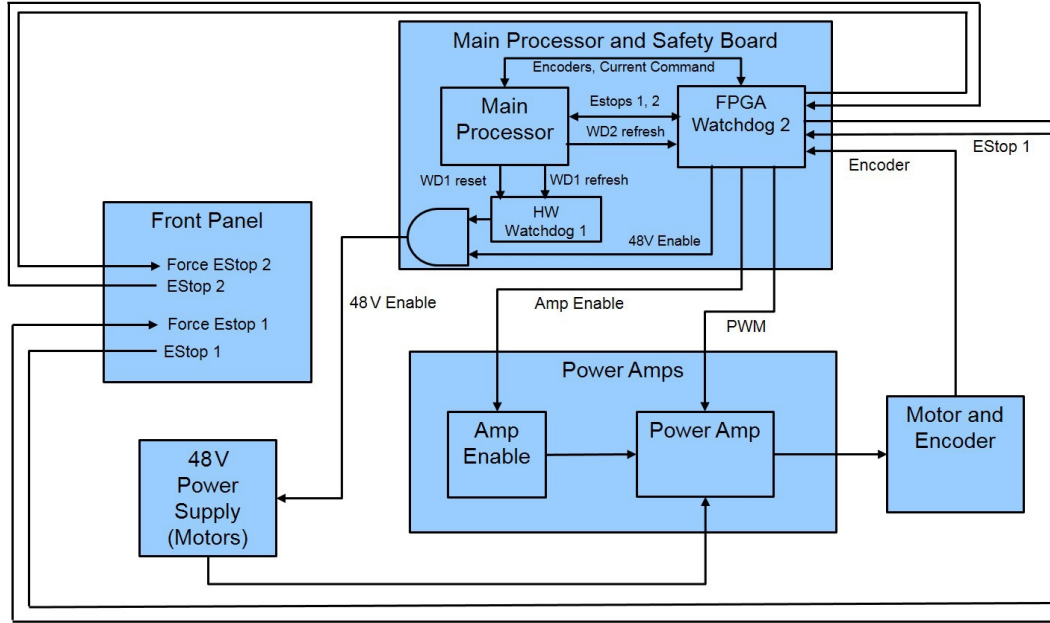 Main Processor and Safety Board
Encoders, Current Command
Main
Processor
Estops 1, 2
WD2 refresh
FPGA
Watchdog 2
EStop 1
Encoder
WD1 reset
WD1 refresh
HW
Watchdog 1
48V Enable
Front Panel
Force EStop 2
EStop 2
Force Estop 1
EStop 1
48V Enable
Amp Enable
PWM
Power Amps
Amp
Enable
Power Amp
Motor and
Encoder
48V
Power
Supply
(Motors)